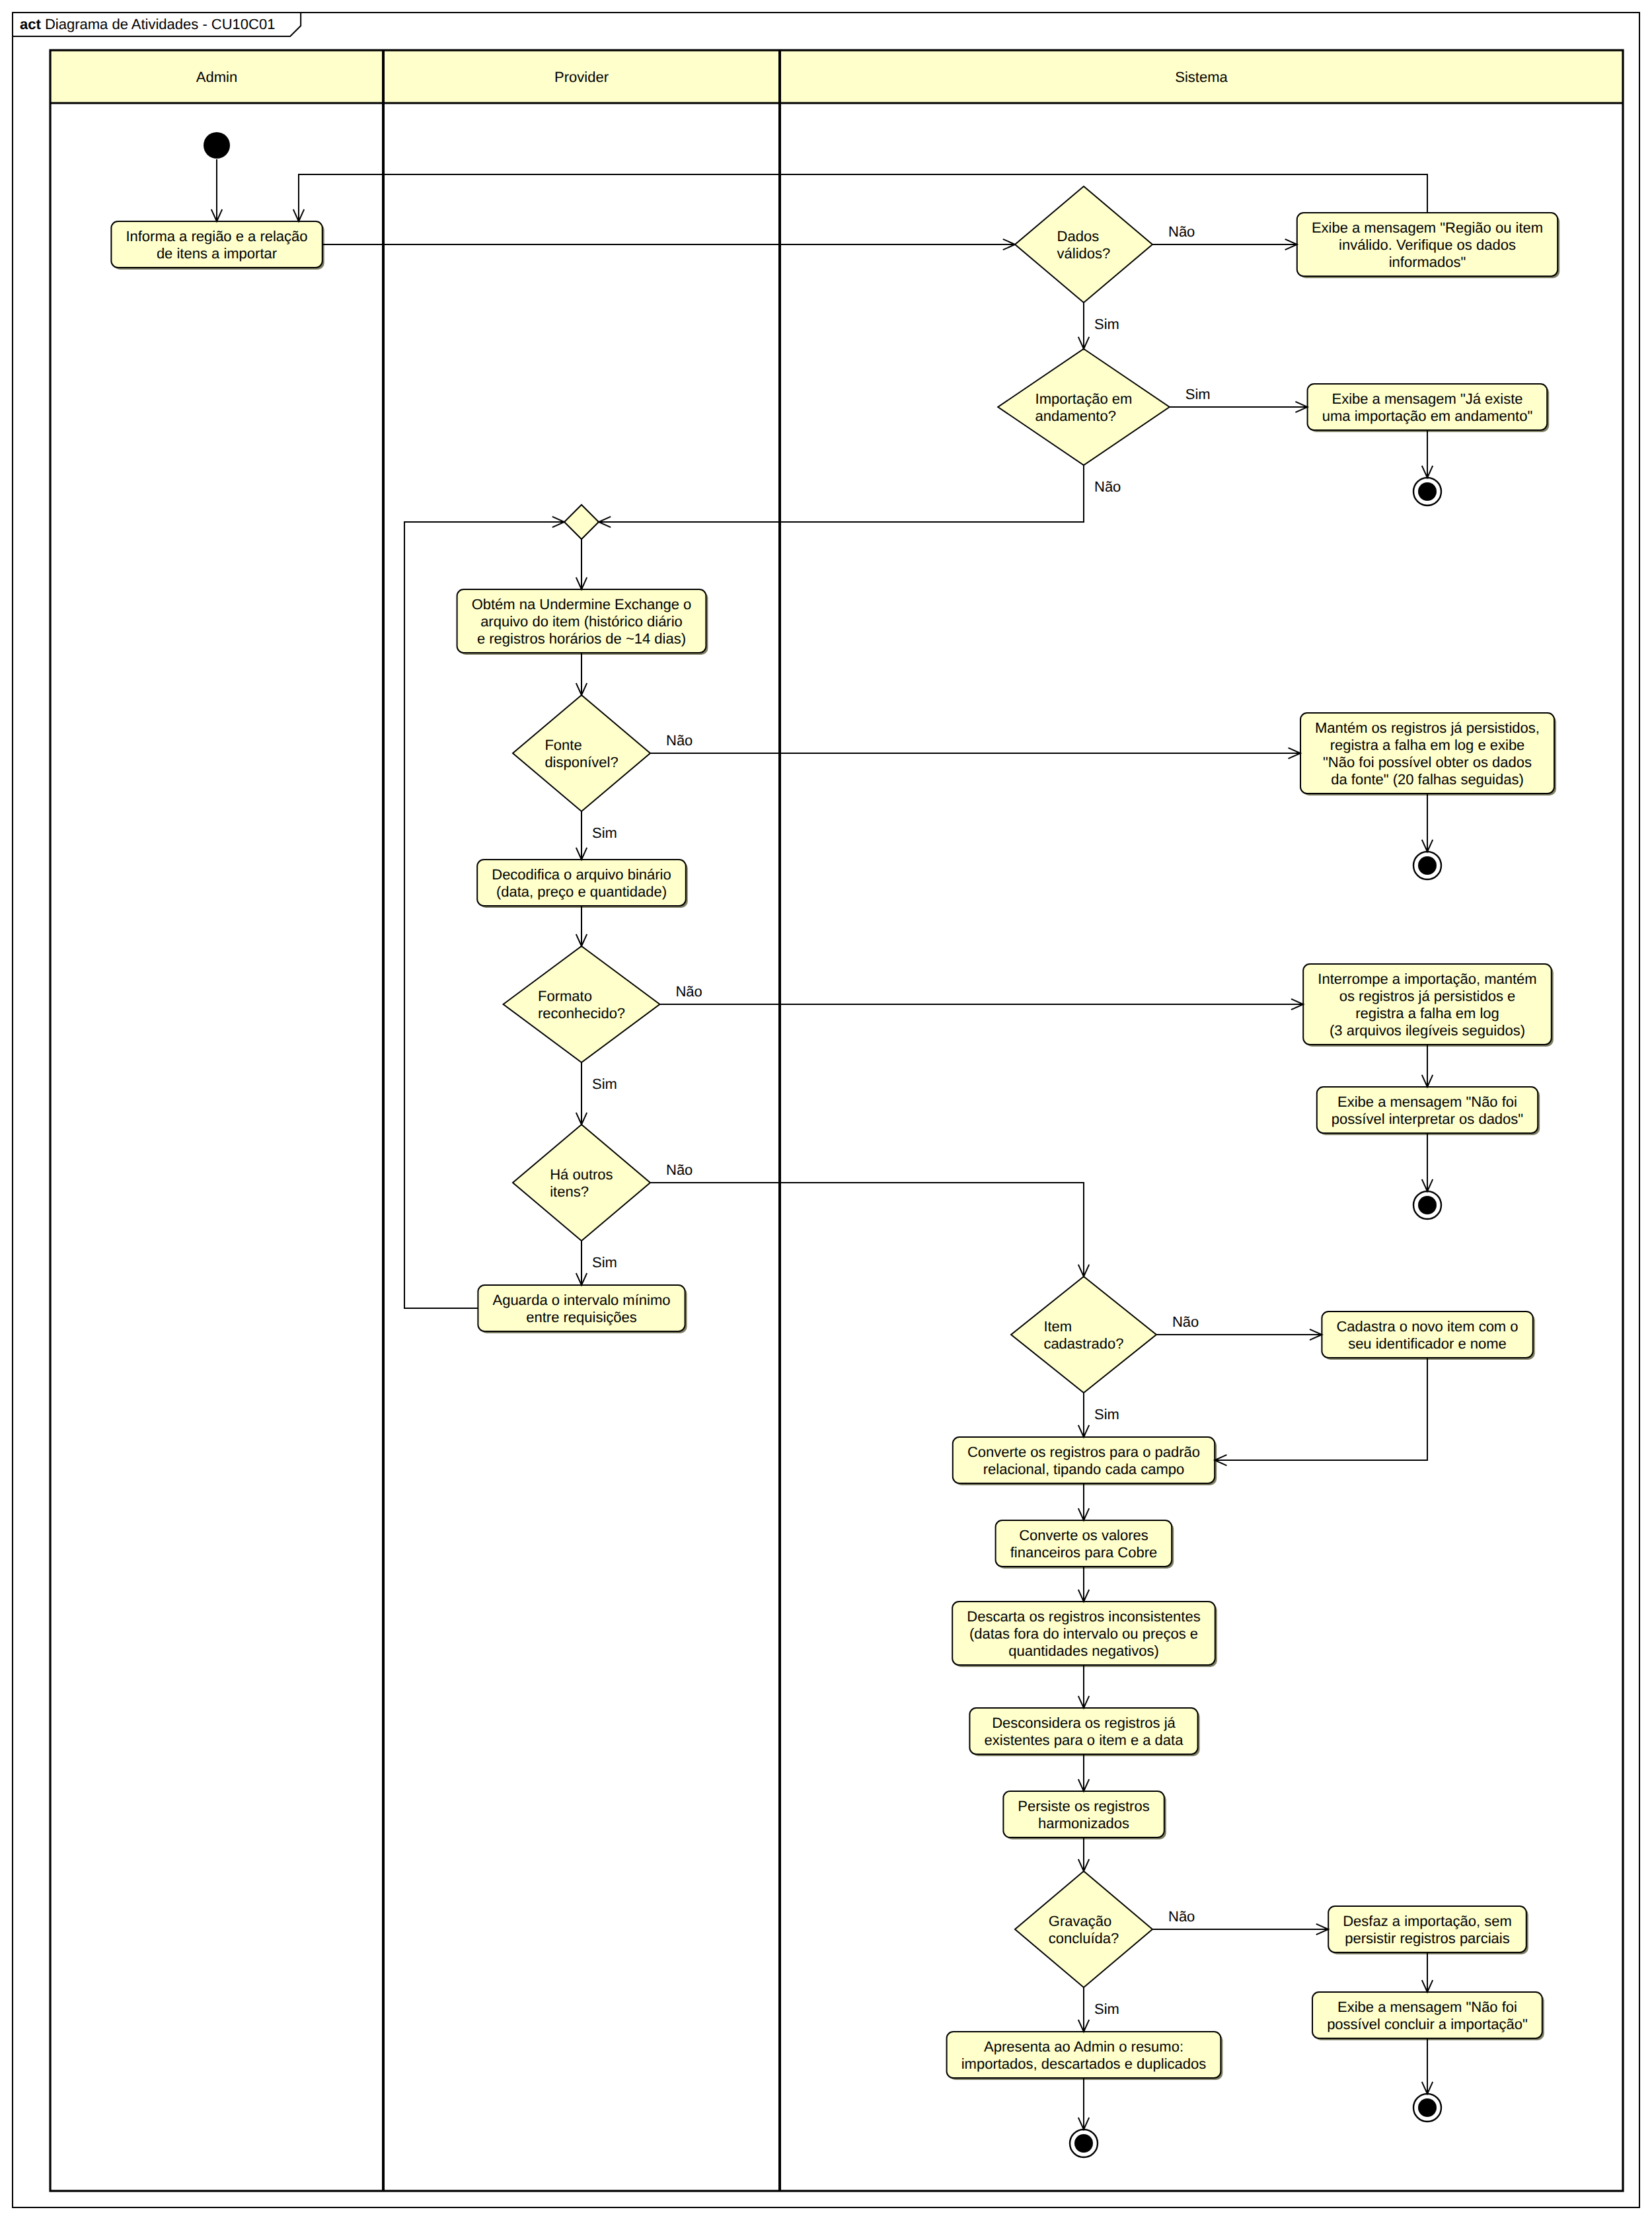 act Diagrama de Atividades - CU10C01
Admin
Provider
Sistema
Informa a região e a relação
de itens a importar
Dados
válidos?
Não
Exibe a mensagem "Região ou item
inválido. Verifique os dados
informados"
Sim
Importação em
andamento?
Sim
Exibe a mensagem "Já existe
uma importação em andamento"
Não
Obtém na Undermine Exchange o
arquivo do item (histórico diário
e registros horários de ~14 dias)
Fonte
disponível?
Não
Mantém os registros já persistidos,
registra a falha em log e exibe
"Não foi possível obter os dados
da fonte" (20 falhas seguidas)
Sim
Decodifica o arquivo binário
(data, preço e quantidade)
Formato
reconhecido?
Não
Interrompe a importação, mantém
os registros já persistidos e
registra a falha em log
(3 arquivos ilegíveis seguidos)
Sim
Exibe a mensagem "Não foi
possível interpretar os dados"
Há outros
itens?
Não
Sim
Aguarda o intervalo mínimo
entre requisições
Item
cadastrado?
Não
Cadastra o novo item com o
seu identificador e nome
Sim
Converte os registros para o padrão
relacional, tipando cada campo
Converte os valores
financeiros para Cobre
Descarta os registros inconsistentes
(datas fora do intervalo ou preços e
quantidades negativos)
Desconsidera os registros já
existentes para o item e a data
Persiste os registros
harmonizados
Gravação
concluída?
Não
Desfaz a importação, sem
persistir registros parciais
Sim
Exibe a mensagem "Não foi
possível concluir a importação"
Apresenta ao Admin o resumo:
importados, descartados e duplicados